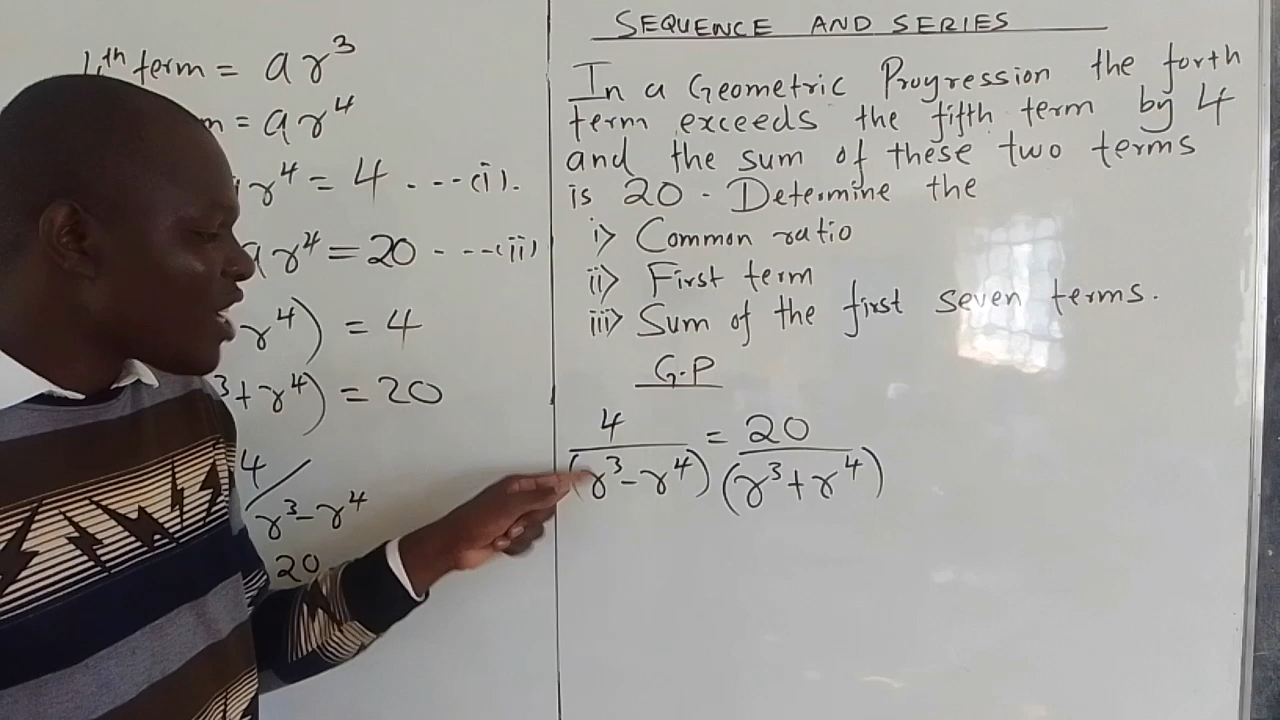 4th term = ar³
= ar⁴
r⁴ = 4 ----(i).
ar⁴ = 20 ---(ii)
r⁴) = 4
³+r⁴) = 20
4/
r³-r⁴
20
SEQUENCE AND SERIES
In a Geometric Progression the forth
term exceeds the fifth term by 4
and the sum of these two terms
is 20. Determine the
i> Common ratio
ii> First term
iii> Sum of the first seven terms.
G.P
4 = 20
(r³-r⁴) (r³+r⁴)